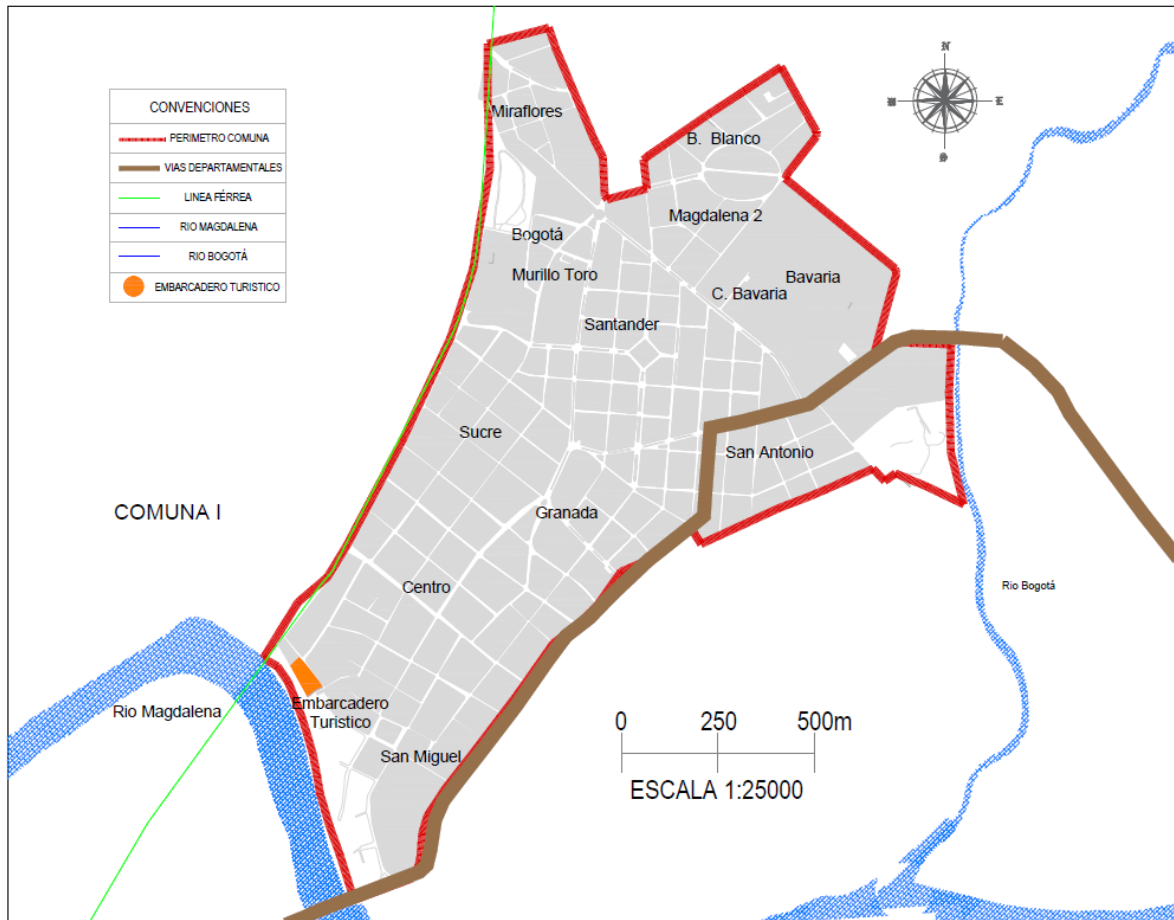 CONVENCIONES
PERIMETRO COMUNA
VIAS DEPARTAMENTALES
LINEA FÉRREA
RIO MAGDALENA
RIO BOGOTÁ
EMBARCADERO TURISTICO
N
E
Miraflores
B. Blanco
Magdalena 2
Bogotá
Murillo Toro
Bavaria
C. Bavaria
Santander
Sucre
San Antonio
COMUNA I
Granada
Centro
Rio Bogotá
Rio Magdalena
Embarcadero
Turistico
San Miguel
0 250 500m
ESCALA 1:25000